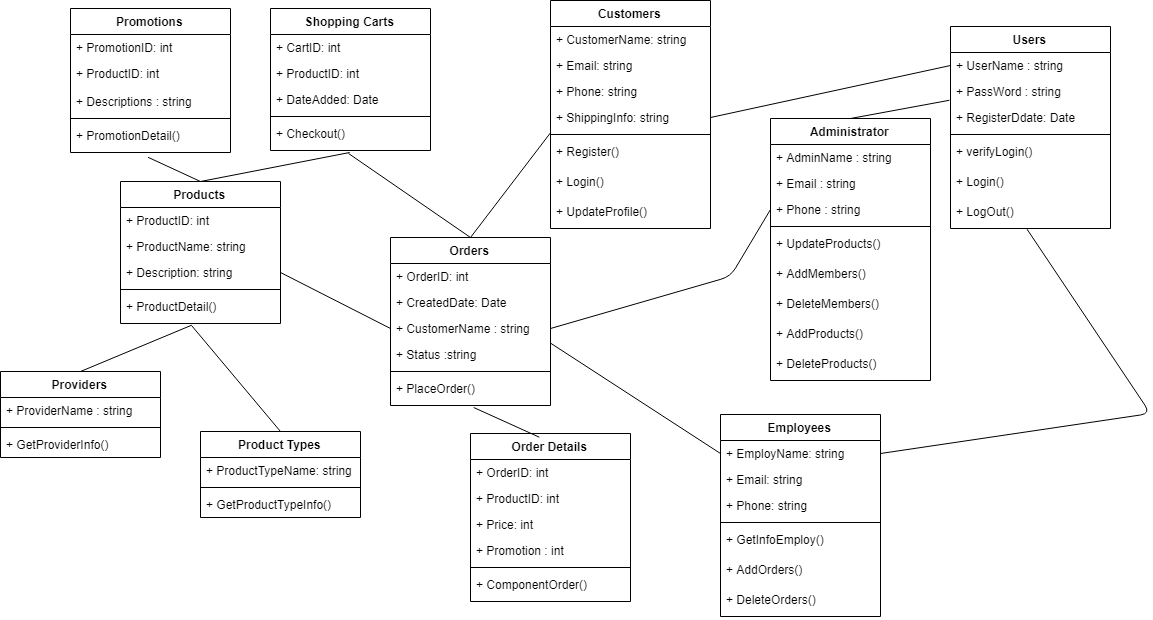 Promotions
+ PromotionID: int
+ ProductID: int
+ Descriptions : string
+ PromotionDetail()
Shopping Carts
+ CartID: int
+ ProductID: int
+ DateAdded: Date
+ Checkout()
Customers
+ CustomerName: string
+ Email: string
+ Phone: string
+ ShippingInfo: string
+ Register()
+ Login()
+ UpdateProfile()
Users
+ UserName : string
+ PassWord : string
+ RegisterDdate: Date
+ verifyLogin()
+ Login()
+ LogOut()
Administrator
+ AdminName : string
+ Email : string
+ Phone : string
+ UpdateProducts()
+ AddMembers()
+ DeleteMembers()
+ AddProducts()
+ DeleteProducts()
Products
+ ProductID: int
+ ProductName: string
+ Description: string
+ ProductDetail()
Orders
+ OrderID: int
+ CreatedDate: Date
+ CustomerName : string
+ Status :string
+ PlaceOrder()
Providers
+ ProviderName : string
+ GetProviderInfo()
Product Types
+ ProductTypeName: string
+ GetProductTypeInfo()
Order Details
+ OrderID: int
+ ProductID: int
+ Price: int
+ Promotion : int
+ ComponentOrder()
Employees
+ EmployName: string
+ Email: string
+ Phone: string
+ GetInfoEmploy()
+ AddOrders()
+ DeleteOrders()